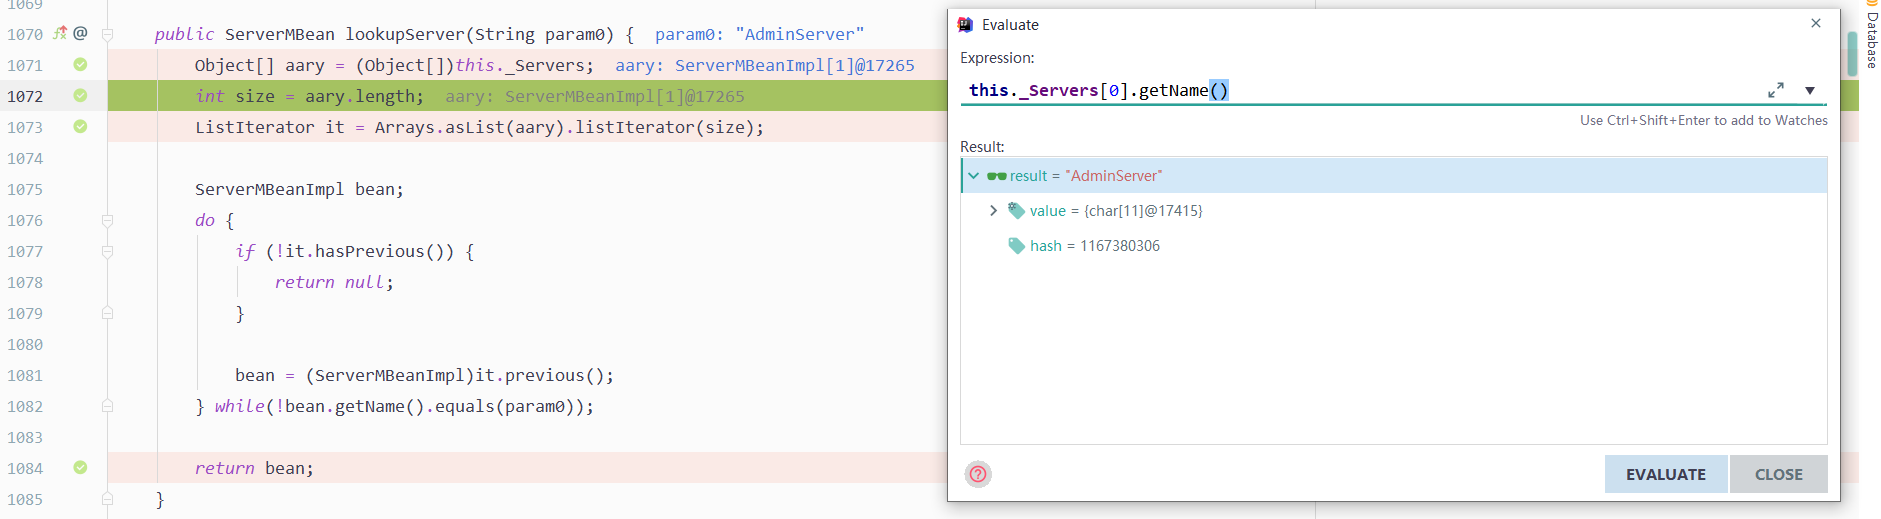 1069
1070 public ServerMBean lookupServer(String param0) { param0: "AdminServer"
1071 Object[] aary = (Object[])this._Servers; aary: ServerMBeanImpl[1]@17265
1072 int size = aary.length; aary: ServerMBeanImpl[1]@17265
1073 ListIterator it = Arrays.asList(aary).listIterator(size);
1074
1075 ServerMBeanImpl bean;
1076 do {
1077 if (!it.hasPrevious()) {
1078 return null;
1079 }
1080
1081 bean = (ServerMBeanImpl)it.previous();
1082 } while(!bean.getName().equals(param0));
1083
1084 return bean;
1085 }
Evaluate
Expression:
this._Servers[0].getName()
Use Ctrl+Shift+Enter to add to Watches
Result:
result = "AdminServer"
value = {char[11]@17415}
hash = 1167380306
EVALUATE
CLOSE
Database